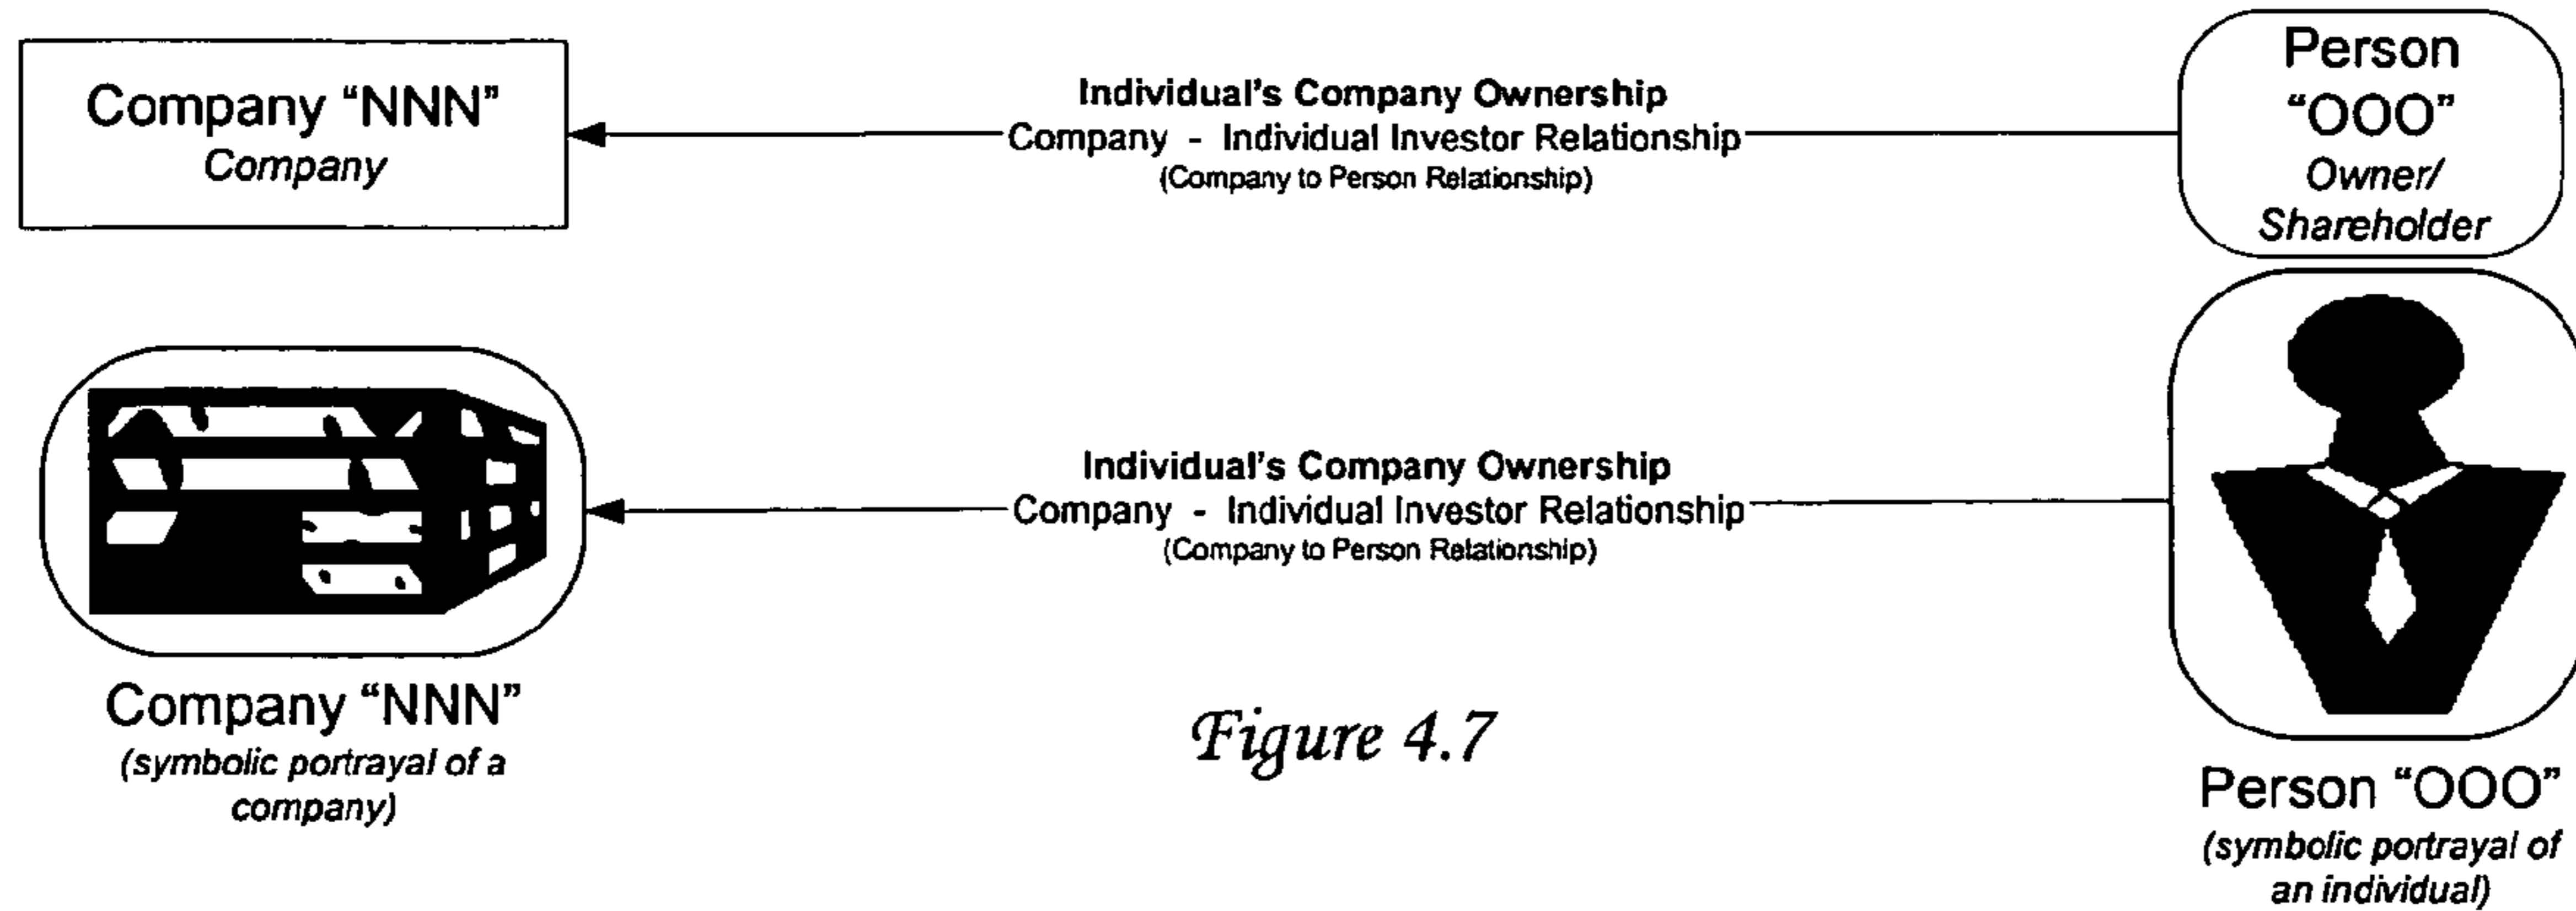 Company “NNN”
Company
Individual's Company Ownership
Company - Individual Investor Relationship
(Company to Person Relationship)
Person
“OOO”
Owner/
Shareholder
Individual's Company Ownership
Company - Individual Investor Relationship
(Company to Person Relationship)
Company “NNN”
(symbolic portrayal of a
company)
Figure 4.7
Person “OOO”
(symbolic portrayal of
an individual)